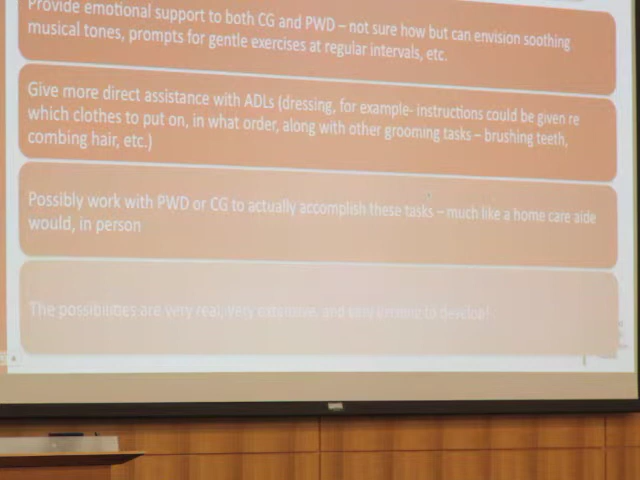 Provide emotional support to both CG and PWD – not sure how but can envision soothing
musical tones, prompts for gentle exercises at regular intervals, etc.
Give more direct assistance with ADLs (dressing, for example- instructions could be given re
which clothes to put on, in what order, along with other grooming tasks – brushing teeth,
combing hair, etc.)
Possibly work with PWD or CG to actually accomplish these tasks – much like a home care aide
would, in person
The possibilities are very real, very extensive, and very to develop!